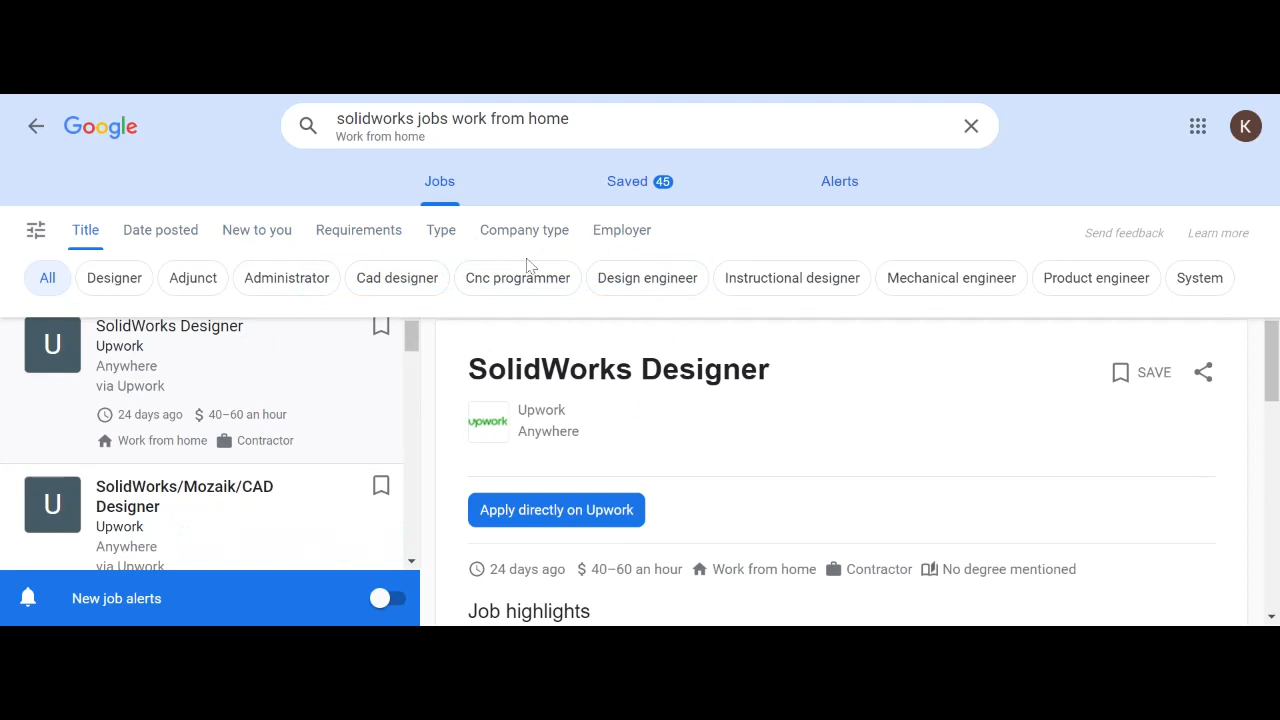 Google
solidworks jobs work from home
Work from home
K
Jobs
Saved 45
Alerts
Title Date posted New to you Requirements Type Company type Employer
Send feedback Learn more
All Designer Adjunct Administrator Cad designer Cnc programmer Design engineer Instructional designer Mechanical engineer Product engineer System
U
SolidWorks Designer
Upwork
Anywhere
via Upwork
24 days ago $ 40–60 an hour
Work from home Contractor
U
SolidWorks/Mozaik/CAD
Designer
Upwork
Anywhere
via Upwork
New job alerts
SolidWorks Designer
SAVE
upwork
Upwork
Anywhere
Apply directly on Upwork
24 days ago $ 40–60 an hour Work from home Contractor No degree mentioned
Job highlights